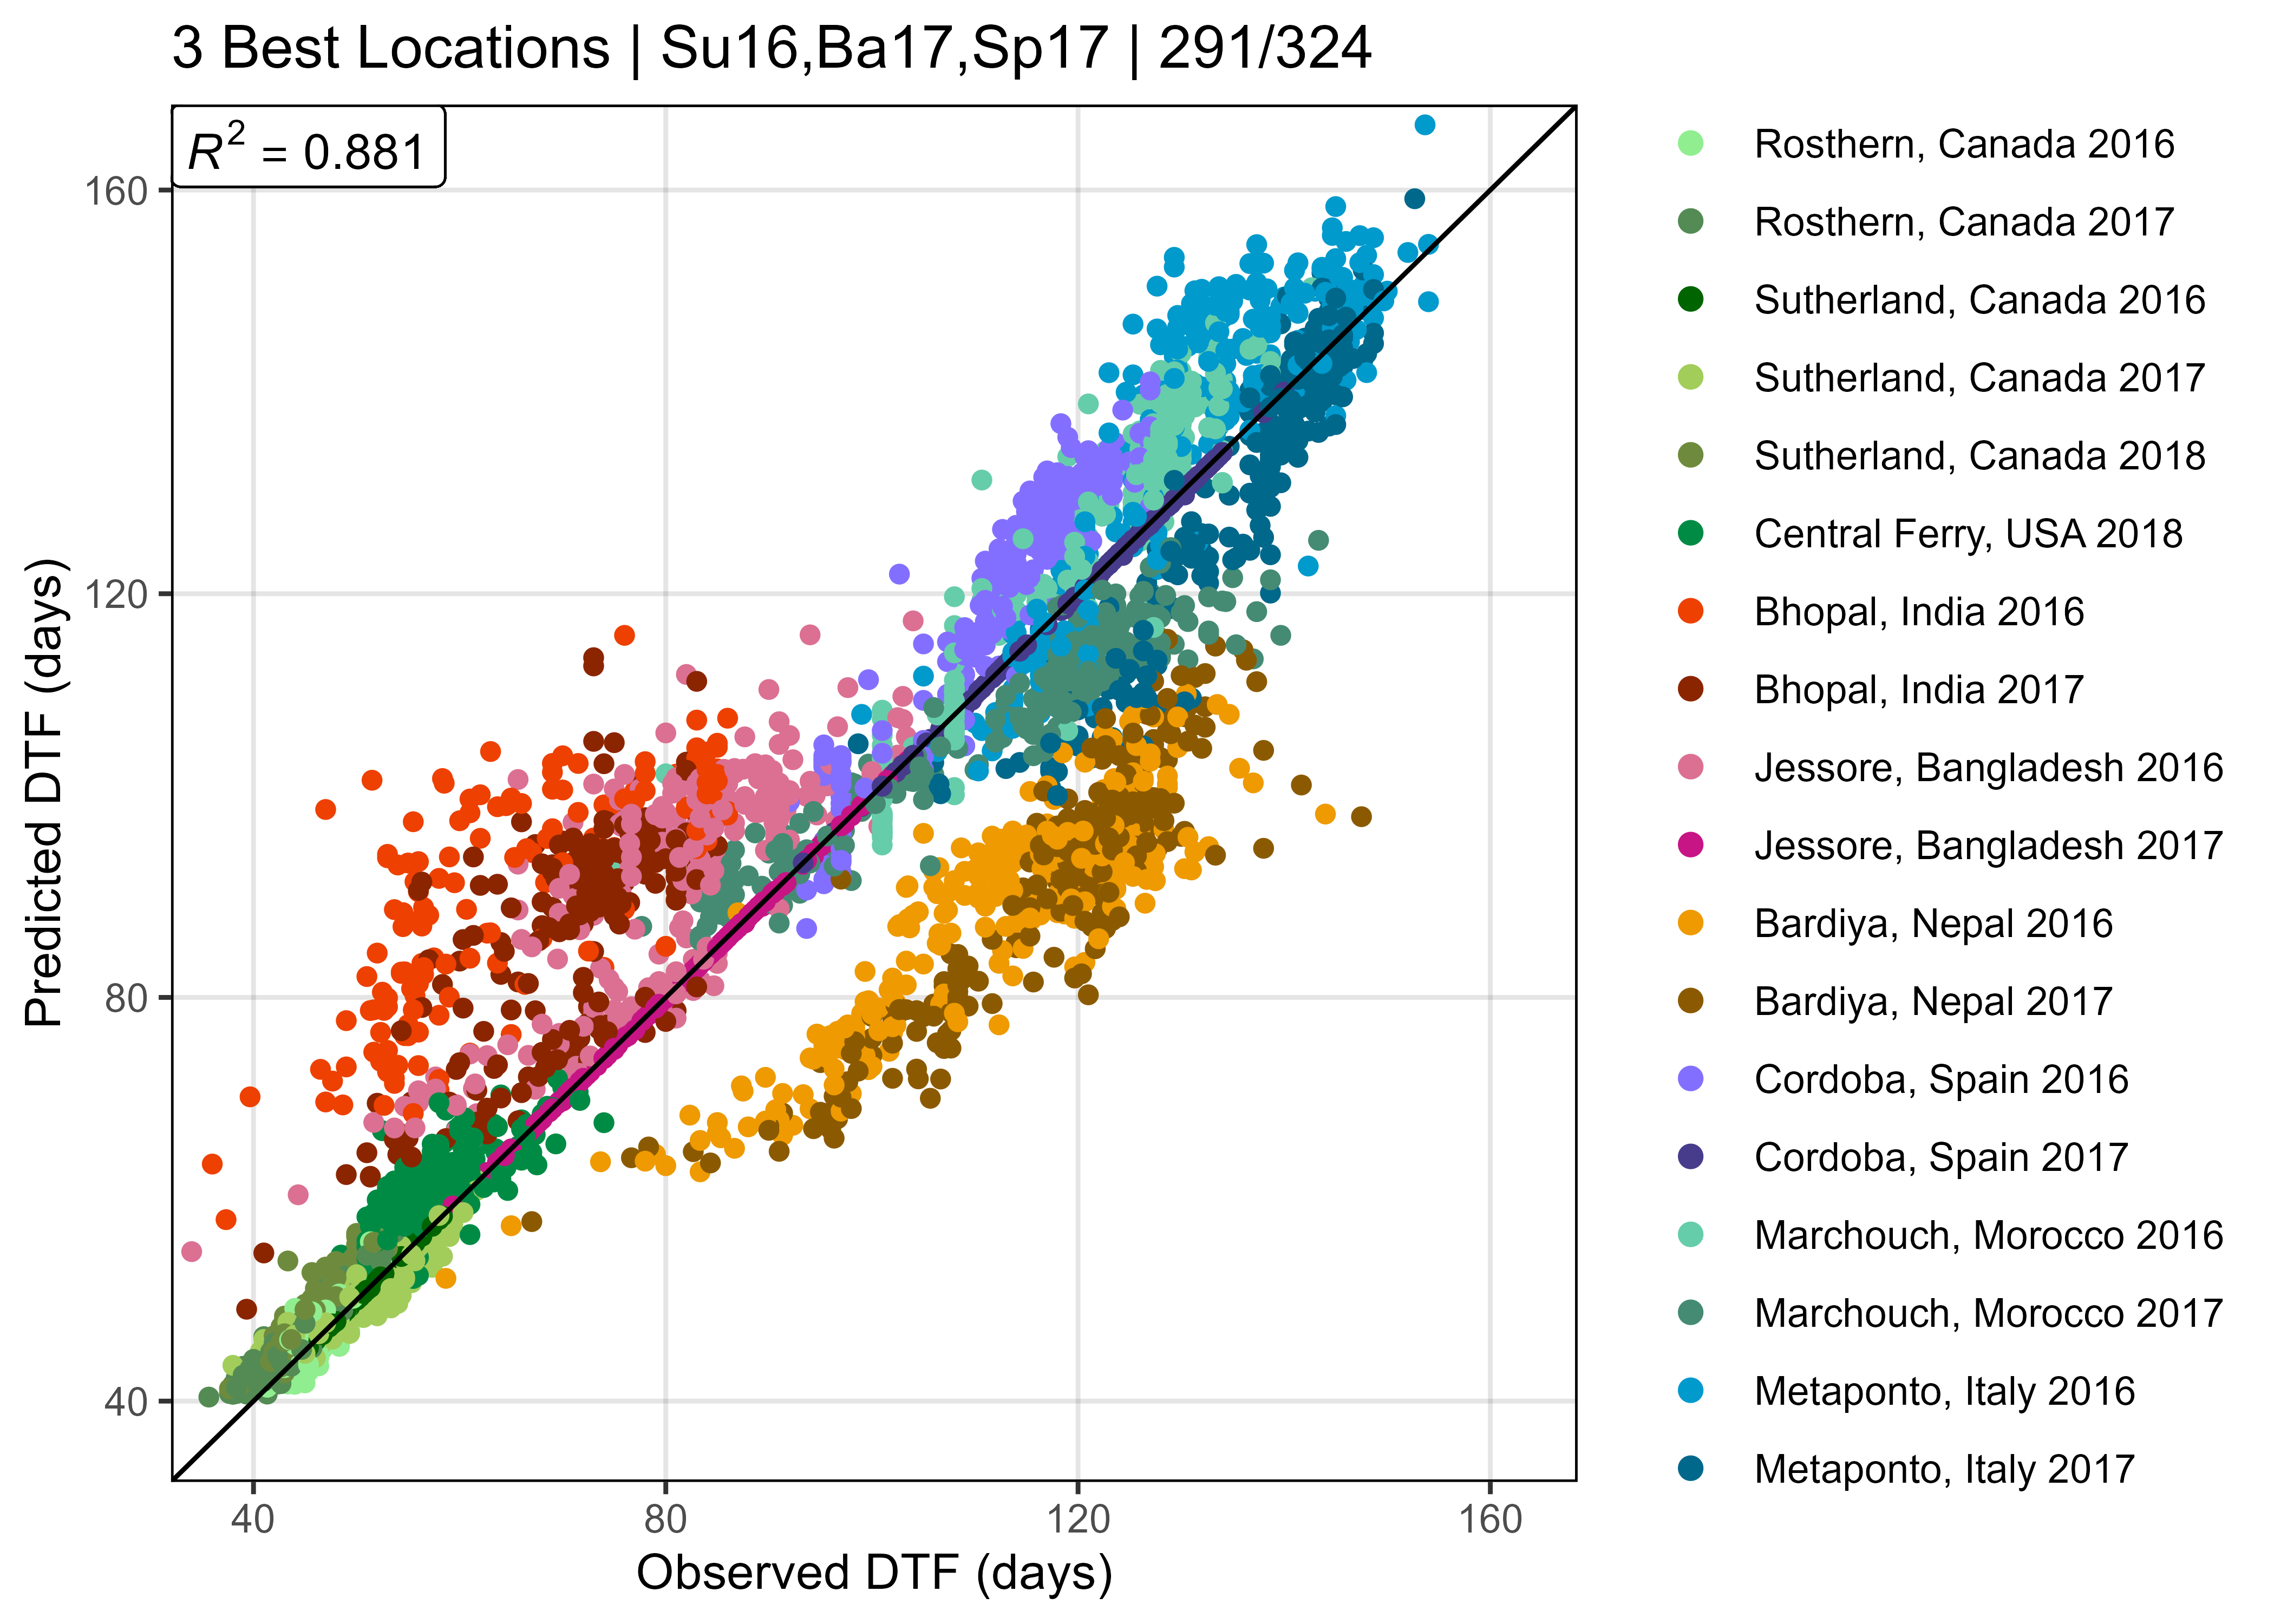 3 Best Locations | Su16,Ba17,Sp17 | 291/324
R² = 0.881
160
120
80
40
Predicted DTF (days)
40 80 120 160
Observed DTF (days)
Rosthern, Canada 2016
Rosthern, Canada 2017
Sutherland, Canada 2016
Sutherland, Canada 2017
Sutherland, Canada 2018
Central Ferry, USA 2018
Bhopal, India 2016
Bhopal, India 2017
Jessore, Bangladesh 2016
Jessore, Bangladesh 2017
Bardiya, Nepal 2016
Bardiya, Nepal 2017
Cordoba, Spain 2016
Cordoba, Spain 2017
Marchouch, Morocco 2016
Marchouch, Morocco 2017
Metaponto, Italy 2016
Metaponto, Italy 2017